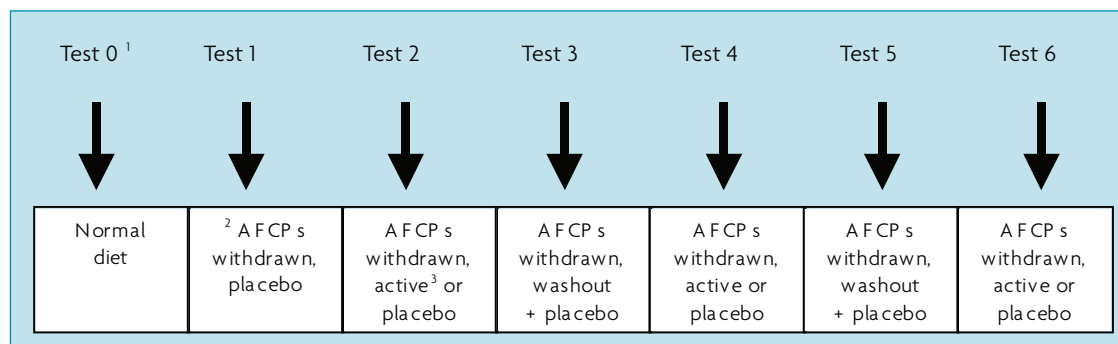 Test 0 ¹ Test 1 Test 2 Test 3 Test 4 Test 5 Test 6
Normal
diet
² AFCPs
withdrawn,
placebo
AFCPs
withdrawn,
active³ or
placebo
AFCPs
withdrawn,
washout
+ placebo
AFCPs
withdrawn,
active or
placebo
AFCPs
withdrawn,
washout
+ placebo
AFCPs
withdrawn,
active or
placebo